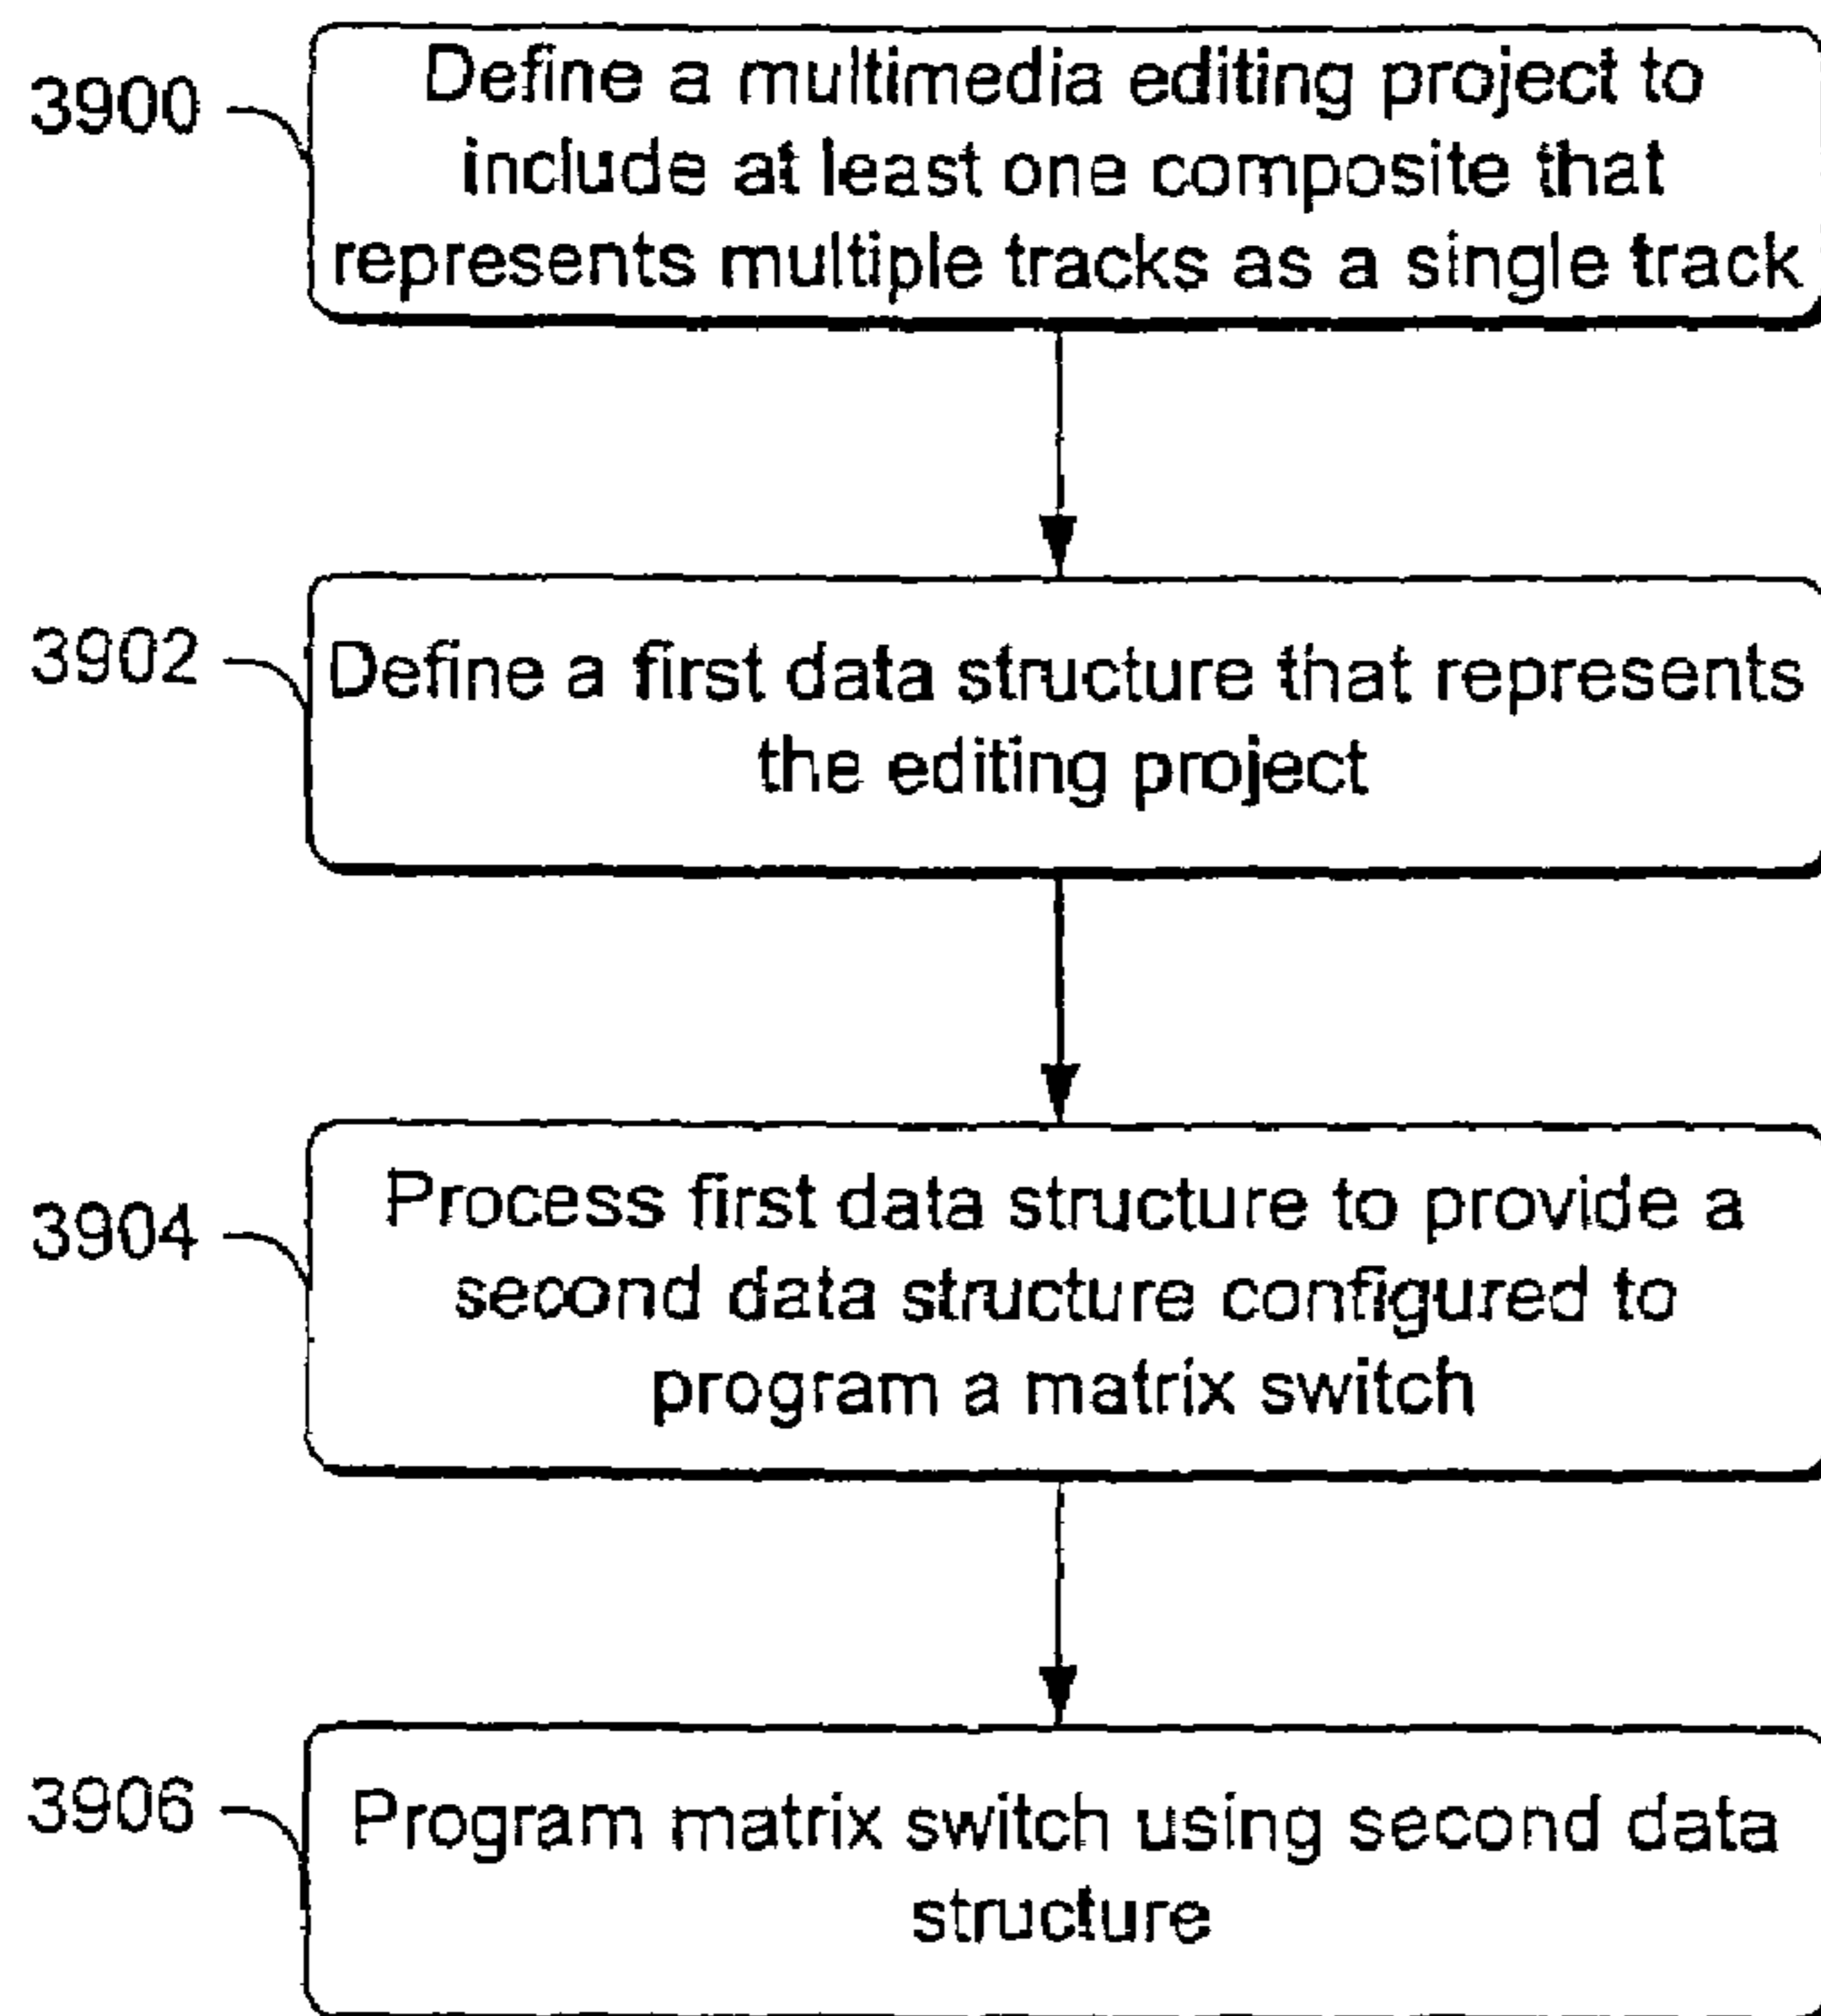 3900
Define a multimedia editing project to
include at least one composite that
represents multiple tracks as a single track
3902
Define a first data structure that represents
the editing project
3904
Process first data structure to provide a
second data structure configured to
program a matrix switch
3906
Program matrix switch using second data
structure